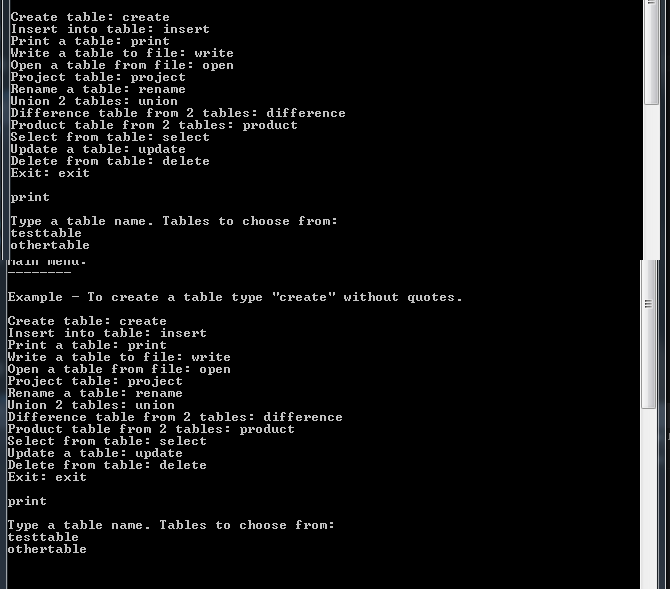 Create table: create
Insert into table: insert
Print a table: print
Write a table to file: write
Open a table from file: open
Project table: project
Rename a table: rename
Union 2 tables: union
Difference table from 2 tables: difference
Product table from 2 tables: product
Select from table: select
Update a table: update
Delete from table: delete
Exit: exit
print
Type a table name. Tables to choose from:
testtable
othertable
Main menu.
--------
Example - To create a table type "create" without quotes.
Create table: create
Insert into table: insert
Print a table: print
Write a table to file: write
Open a table from file: open
Project table: project
Rename a table: rename
Union 2 tables: union
Difference table from 2 tables: difference
Product table from 2 tables: product
Select from table: select
Update a table: update
Delete from table: delete
Exit: exit
print
Type a table name. Tables to choose from:
testtable
othertable